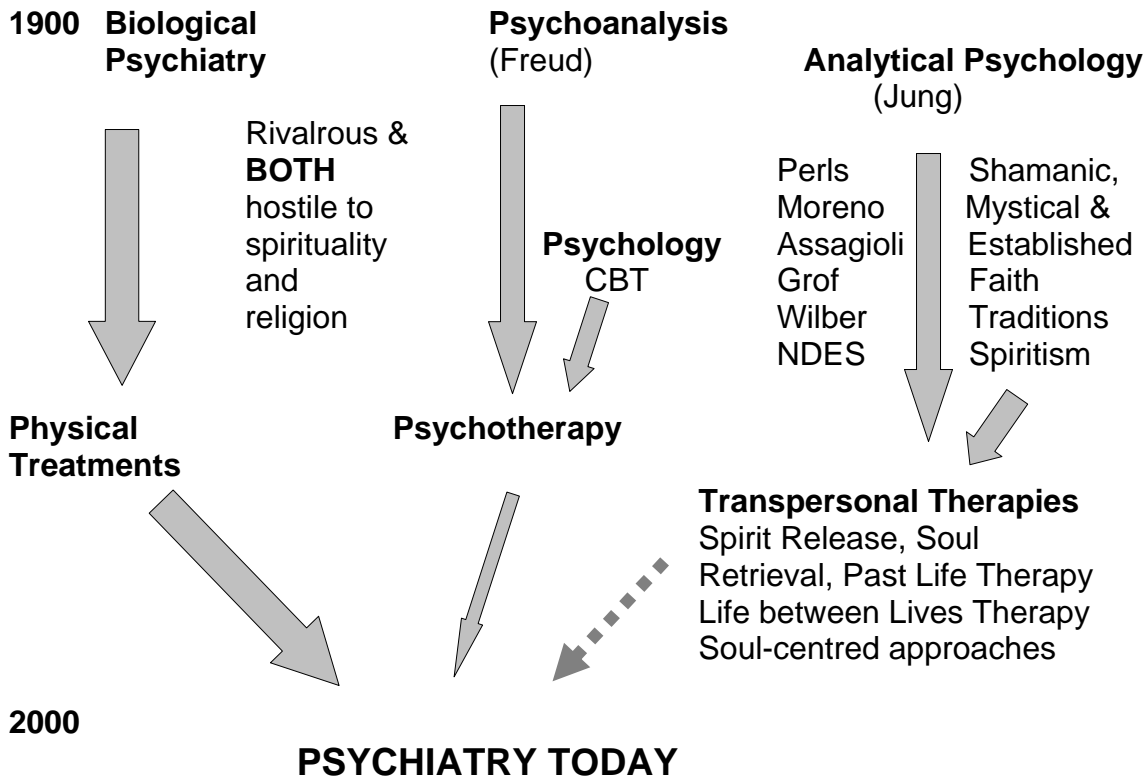 1900 Biological
Psychiatry
Psychoanalysis
(Freud)
Analytical Psychology
(Jung)
Rivalrous &
BOTH
hostile to
spirituality
and
religion
Psychology
CBT
Perls
Moreno
Assagioli
Grof
Wilber
NDES
Shamanic,
Mystical &
Established
Faith
Traditions
Spiritism
Physical
Treatments
Psychotherapy
Transpersonal Therapies
Spirit Release, Soul
Retrieval, Past Life Therapy
Life between Lives Therapy
Soul-centred approaches
2000
PSYCHIATRY TODAY